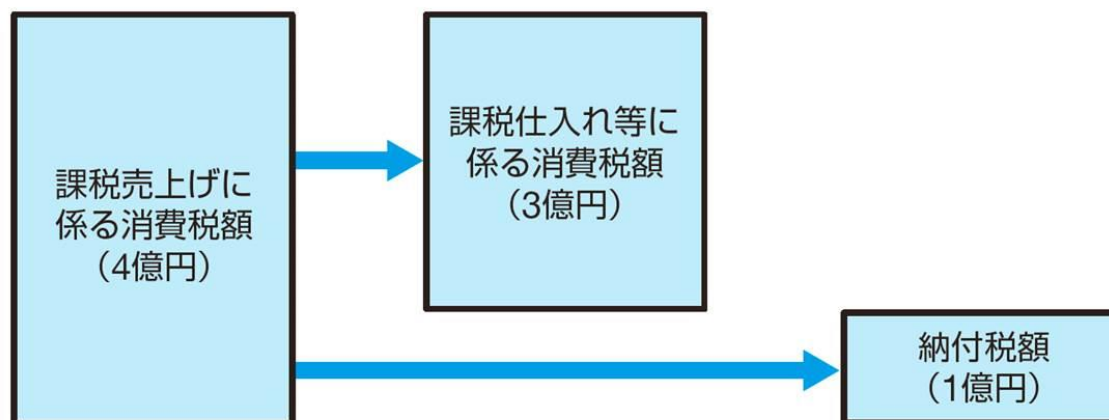 課税売上げに
係る消費税額
（4億円）
課税仕入れ等に
係る消費税額
（3億円）
納付税額
（1億円）